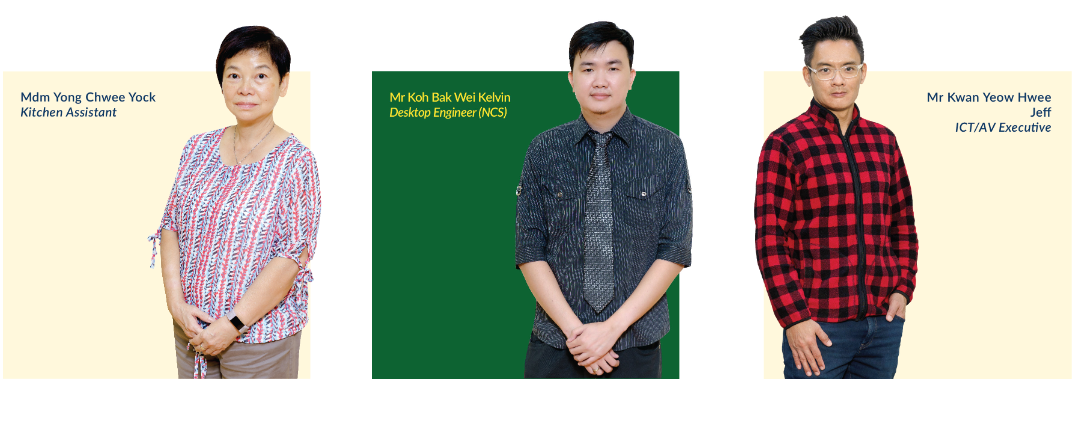 Mdm Yong Chwee Yock
Kitchen Assistant
Mr Koh Bak Wei Kelvin
Desktop Engineer (NCS)
Mr Kwan Yeow Hwee
Jeff
ICT/AV Executive